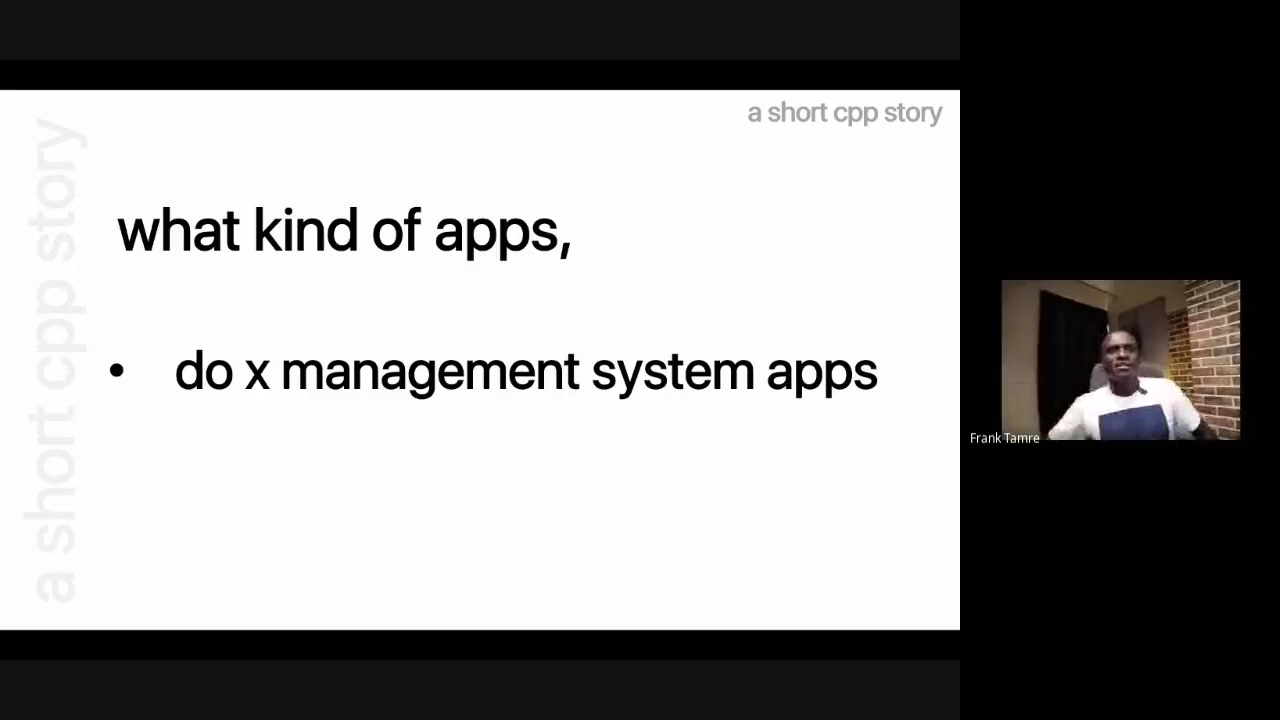 a short cpp story
a short cpp story
what kind of apps,
• do x management system apps
Frank Tamre